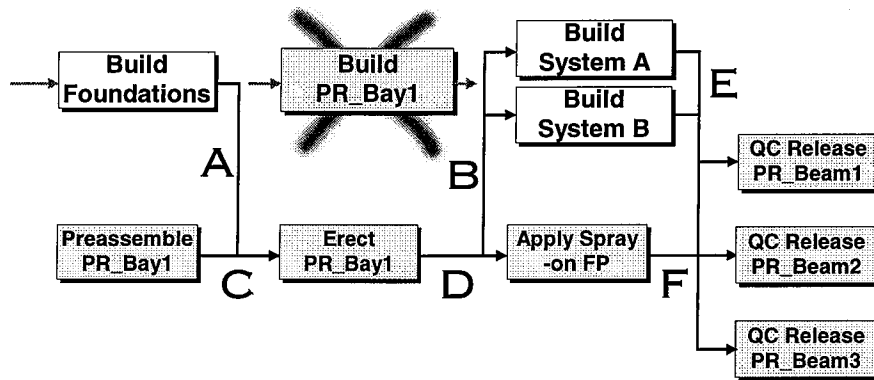 Build
Foundations
Build
PR_Bay1
Build
System A
Build
System B
A
B
E
QC Release
PR_Beam1
Preassemble
PR_Bay1
Erect
PR_Bay1
Apply Spray
-on FP
QC Release
PR_Beam2
C
D
F
QC Release
PR_Beam3